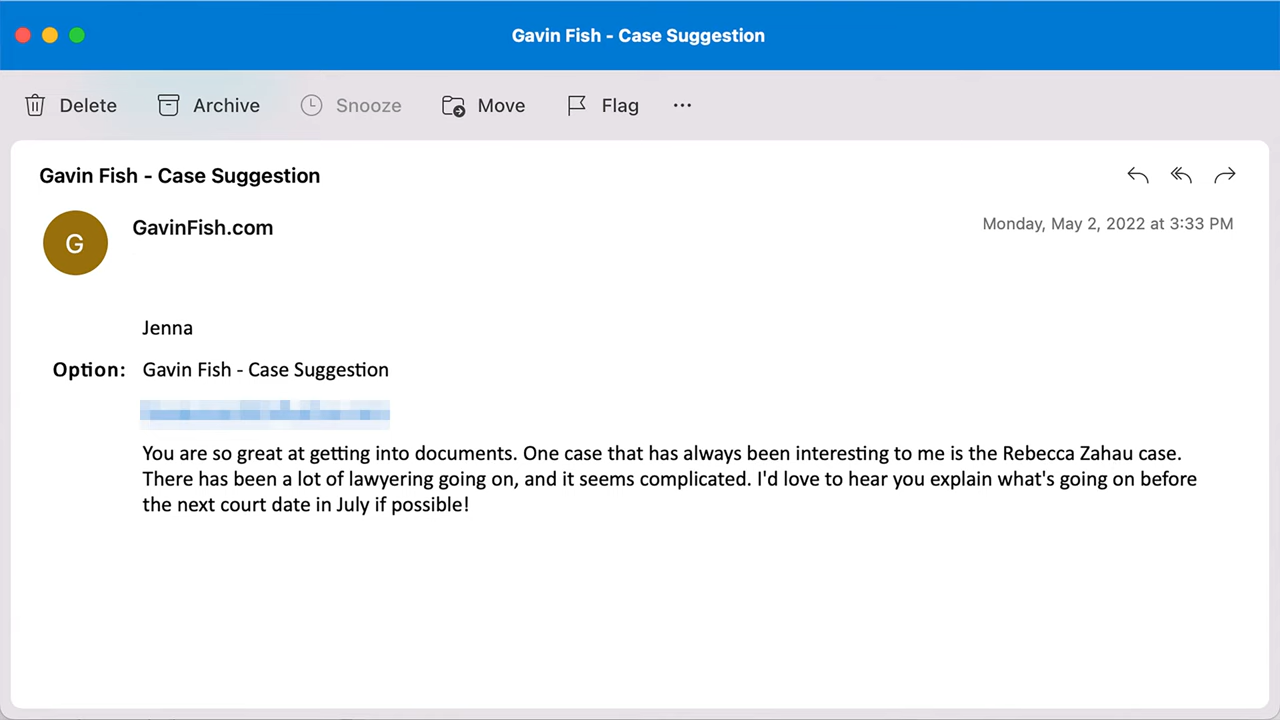 Gavin Fish - Case Suggestion
Delete Archive Snooze Move Flag ...
Gavin Fish - Case Suggestion
G
GavinFish.com
Monday, May 2, 2022 at 3:33 PM
Jenna
Option: Gavin Fish - Case Suggestion
You are so great at getting into documents. One case that has always been interesting to me is the Rebecca Zahau case.
There has been a lot of lawyering going on, and it seems complicated. I'd love to hear you explain what's going on before
the next court date in July if possible!